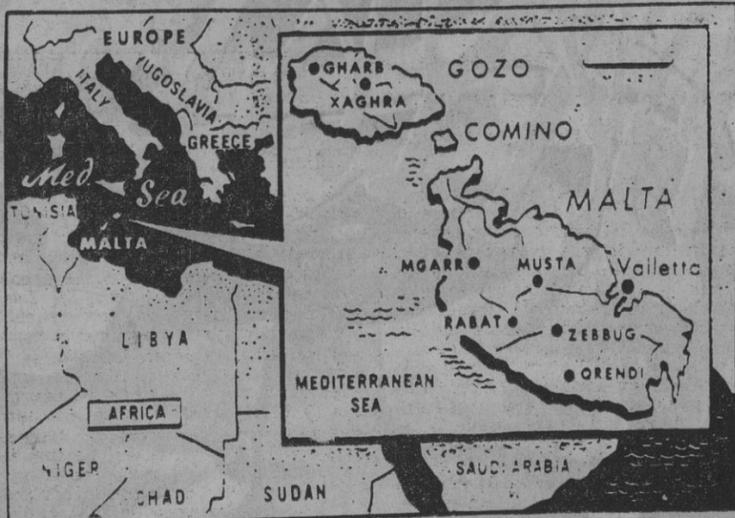 EUROPE
ITALY
YUGOSLAVIA
GREECE
Med. Sea
TUNISIA
MALTA
LIBYA
AFRICA
NIGER
CHAD
SUDAN
SAUDI ARABIA
GHARB
XAGHRA
GOZO
COMINO
MALTA
MGARR
MUSTA
Valletta
RABAT
ZEBBUG
QRENDI
MEDITERRANEAN
SEA